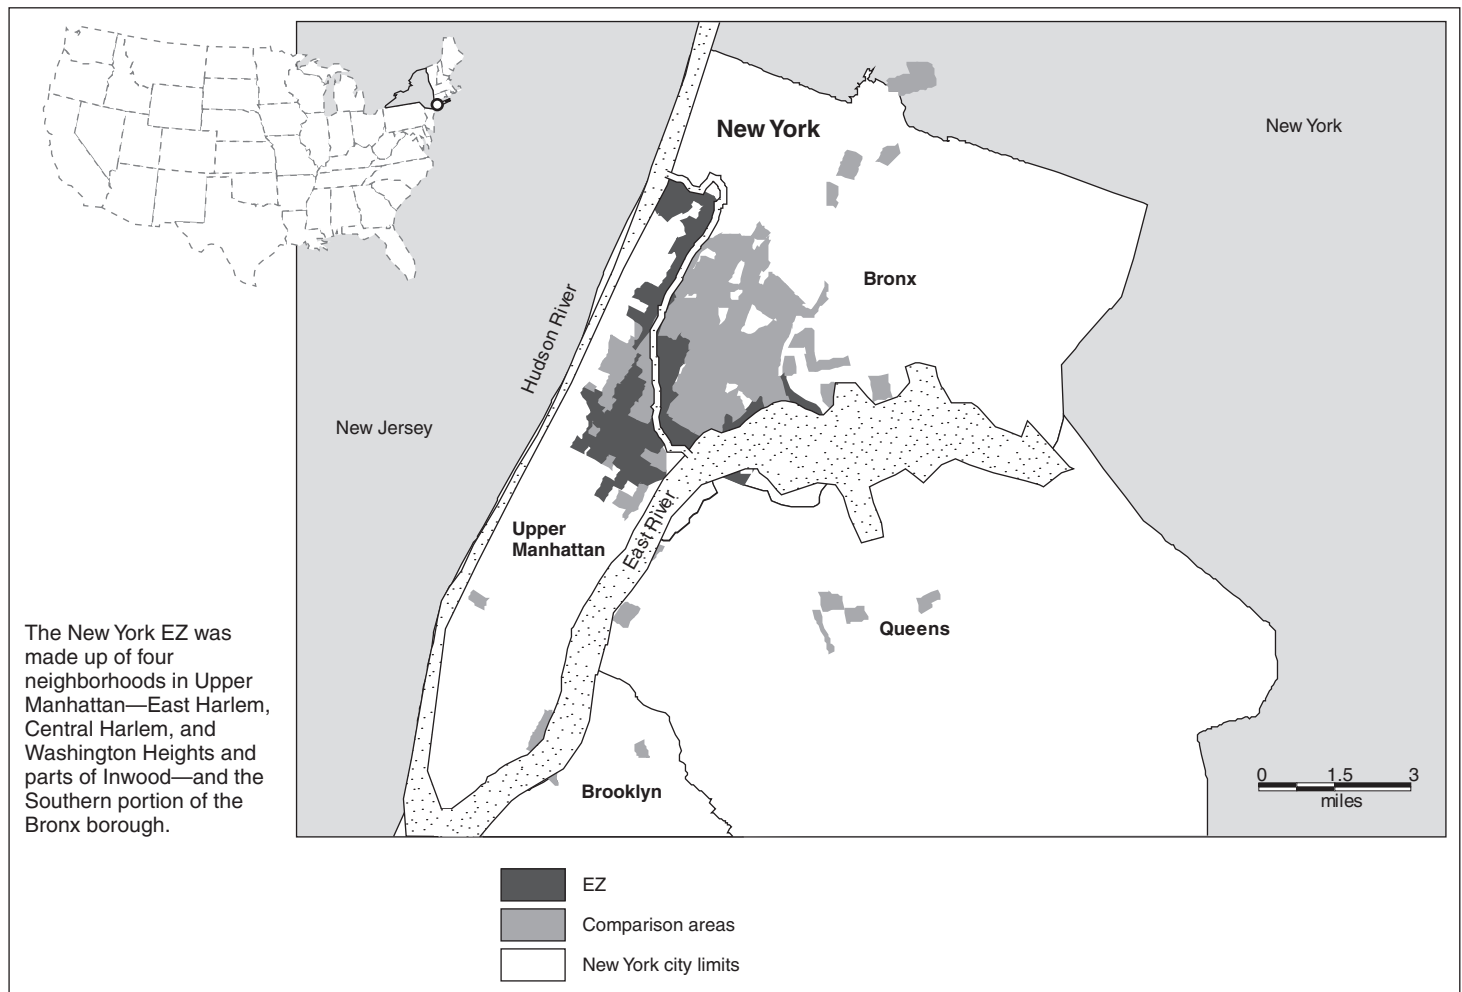 New York
New York
Bronx
Hudson River
New Jersey
Upper
Manhattan
East River
Queens
Brooklyn
0 1.5 3
miles
The New York EZ was
made up of four
neighborhoods in Upper
Manhattan—East Harlem,
Central Harlem, and
Washington Heights and
parts of Inwood—and the
Southern portion of the
Bronx borough.
EZ
Comparison areas
New York city limits